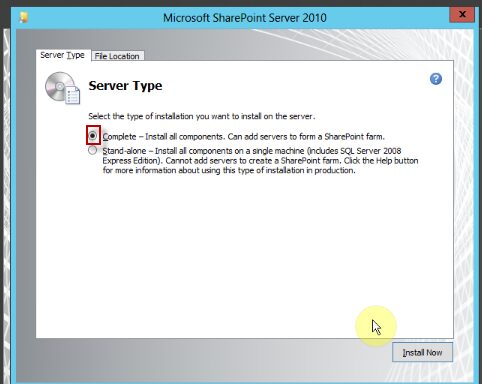 Microsoft SharePoint Server 2010
x
Server Type
File Location
Server Type
?
Select the type of installation you want to install on the server.
Complete – Install all components. Can add servers to form a SharePoint farm.
Stand-alone – Install all components on a single machine (includes SQL Server 2008
Express Edition). Cannot add servers to create a SharePoint farm. Click the Help button
for more information about using this type of installation in production.
Install Now